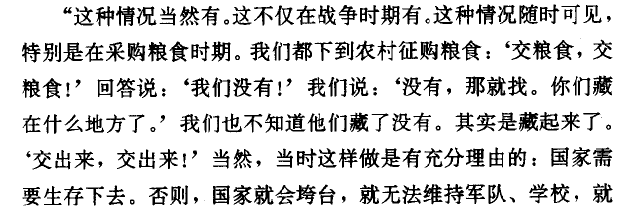 “这种情况当然有。这不仅在战争时期有。这种情况随时可见，
特别是在采购粮食时期。我们都下到农村征购粮食：‘交粮食，交
粮食！’回答说：‘我们没有！’我们说：‘没有，那就找。你们藏
在什么地方了。’我们也不知道他们藏了没有。其实是藏起来了。
‘交出来，交出来！’当然，当时这样做是有充分理由的：国家需
要生存下去。否则，国家就会垮台，就无法维持军队、学校，就